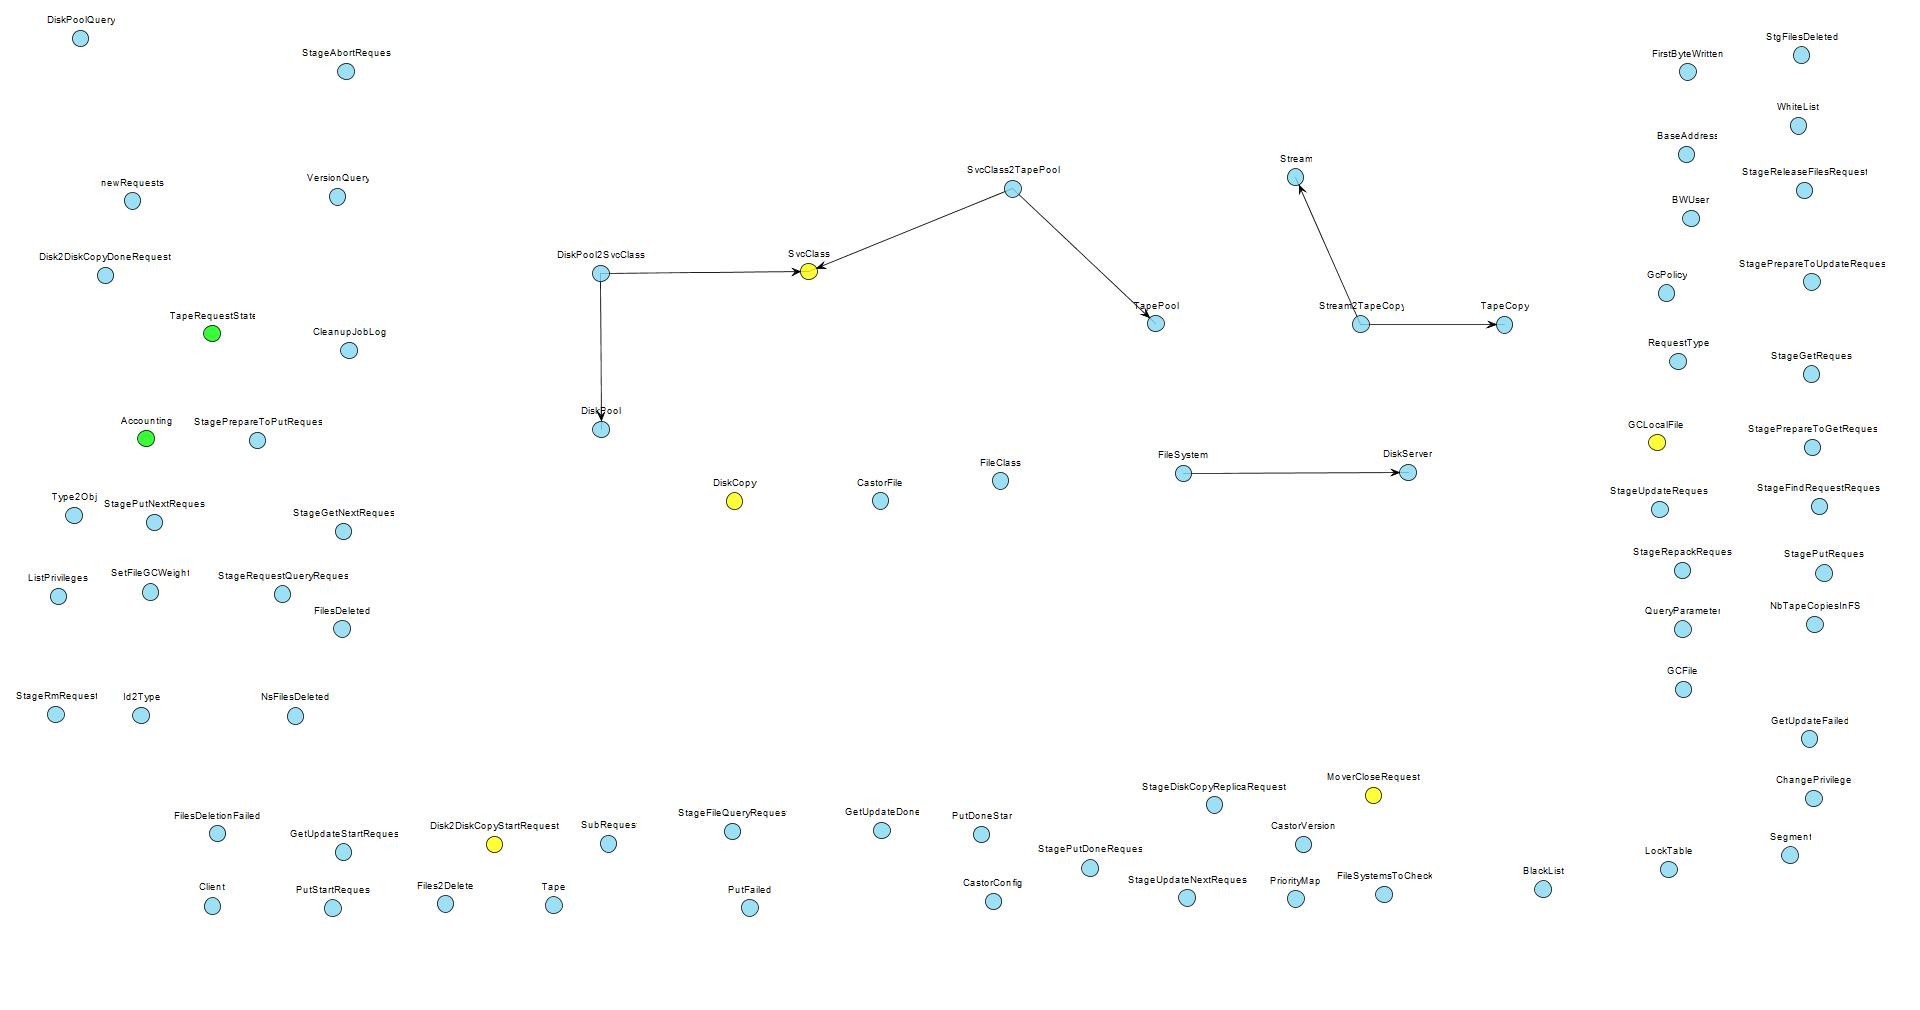 DiskPoolQuery
StageAbortReques
StgFilesDeleted
FirstByteWritten
WhiteList
BaseAddress
Stream
SvcClass2TapePool
StageReleaseFilesRequest
VersionQuery
newRequests
BWUser
DiskPool2SvcClass
SvcClass
Disk2DiskCopyDoneRequest
StagePrepareToUpdateReques
GcPolicy
TapePool
Stream2TapeCopy
TapeCopy
TapeRequestState
CleanupJobLog
RequestType
StageGetReques
DiskPool
Accounting
StagePrepareToPutReques
GCLocalFile
StagePrepareToGetReques
FileSystem
DiskServer
FileClass
DiskCopy
CastorFile
StageUpdateReques
StageFindRequestReques
Type2Obj
StagePutNextReques
StageGetNextReques
StageRepackReques
StagePutReques
ListPrivileges
SetFileGCWeight
StageRequestQueryReques
FilesDeleted
QueryParameter
NbTapeCopiesInFS
GCFile
StageRmRequest
Id2Type
NsFilesDeleted
GetUpdateFailed
MoverCloseRequest
StageDiskCopyReplicaRequest
ChangePrivilege
FilesDeletionFailed
GetUpdateStartReques
Disk2DiskCopyStartRequest
SubReques
StageFileQueryReques
GetUpdateDone
PutDoneStar
CastorVersion
Segment
StagePutDoneReques
LockTable
BlackList
Client
PutStartReques
Files2Delete
Tape
PutFailed
CastorConfig
StageUpdateNextReques
PriorityMap
FileSystemsToCheck